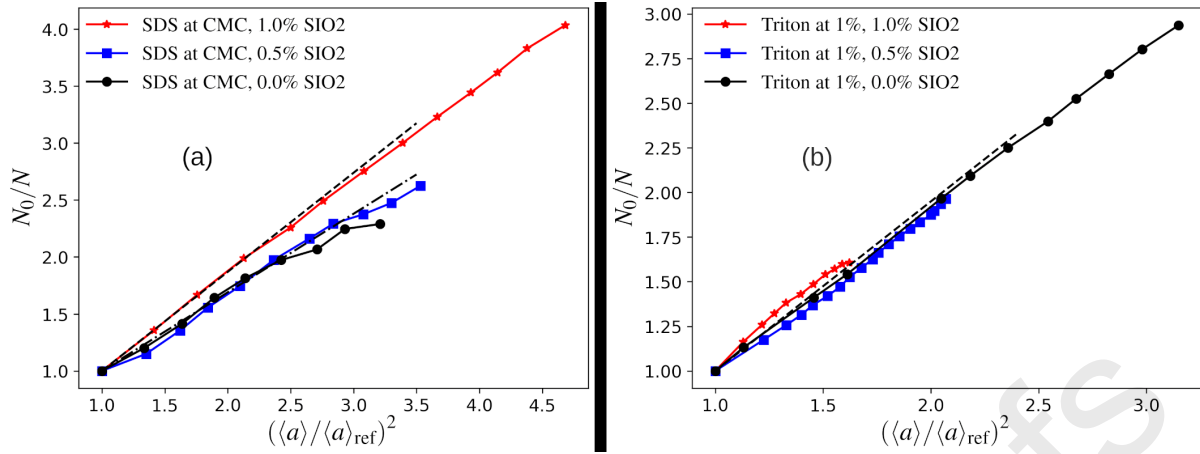 SDS at CMC, 1.0% SIO2
SDS at CMC, 0.5% SIO2
SDS at CMC, 0.0% SIO2
(a)
4.0
3.5
3.0
2.5
2.0
1.5
1.0
N₀/N
1.0 1.5 2.0 2.5 3.0 3.5 4.0 4.5
(⟨a⟩/⟨a⟩ref)²
Triton at 1%, 1.0% SIO2
Triton at 1%, 0.5% SIO2
Triton at 1%, 0.0% SIO2
(b)
3.00
2.75
2.50
2.25
2.00
1.75
1.50
1.25
1.00
N₀/N
1.0 1.5 2.0 2.5 3.0
(⟨a⟩/⟨a⟩ref)²
fs